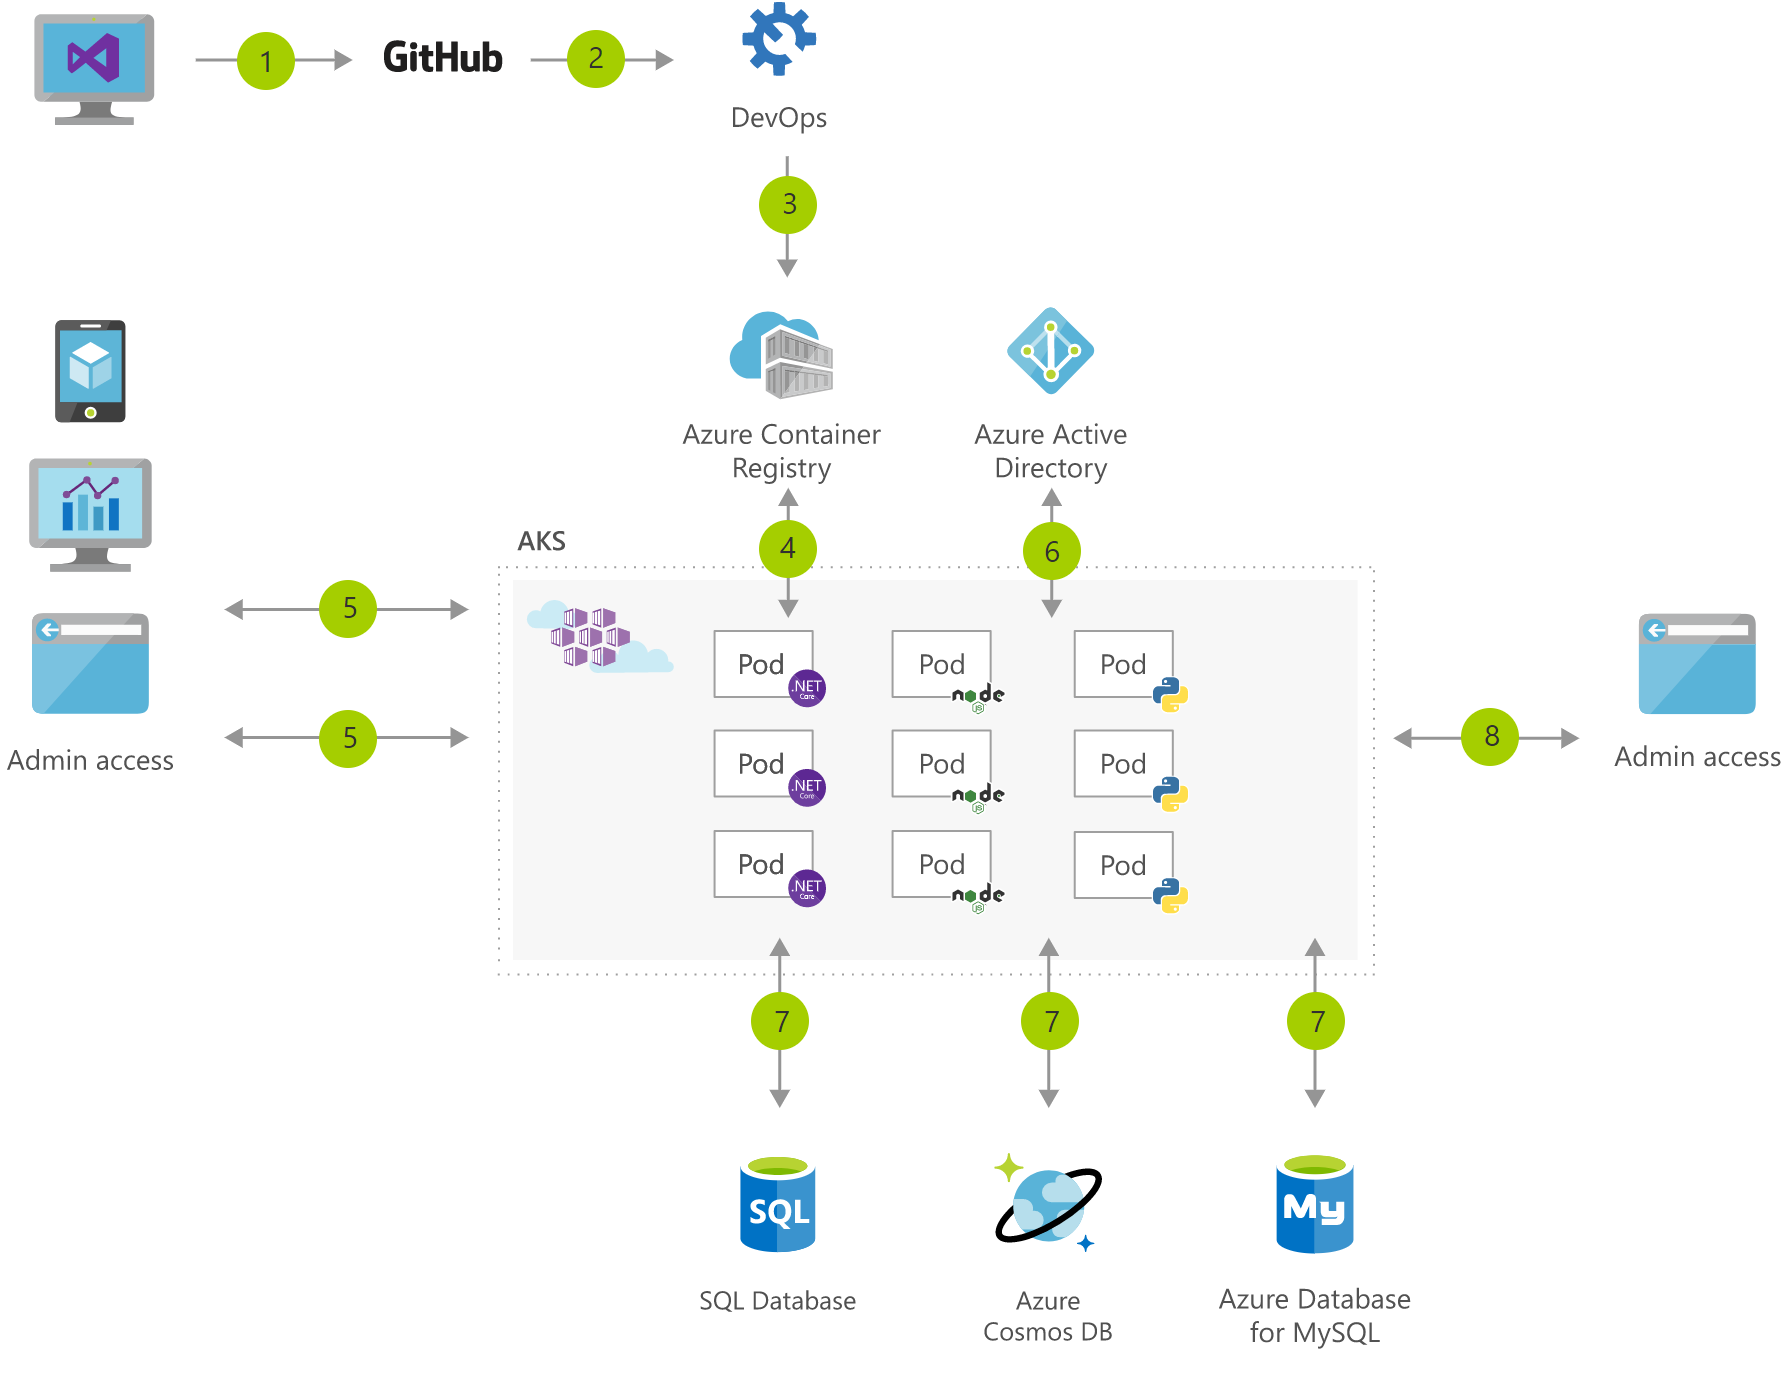 1
GitHub
2
DevOps
3
Azure Container
Registry
Azure Active
Directory
AKS
4
6
5
5
Admin access
Pod
.NET
Core
Pod
node
JS
Pod
Pod
.NET
Core
Pod
node
JS
Pod
Pod
.NET
Core
Pod
node
JS
Pod
8
Admin access
7
7
7
SQL
My
SQL Database
Azure
Cosmos DB
Azure Database
for MySQL